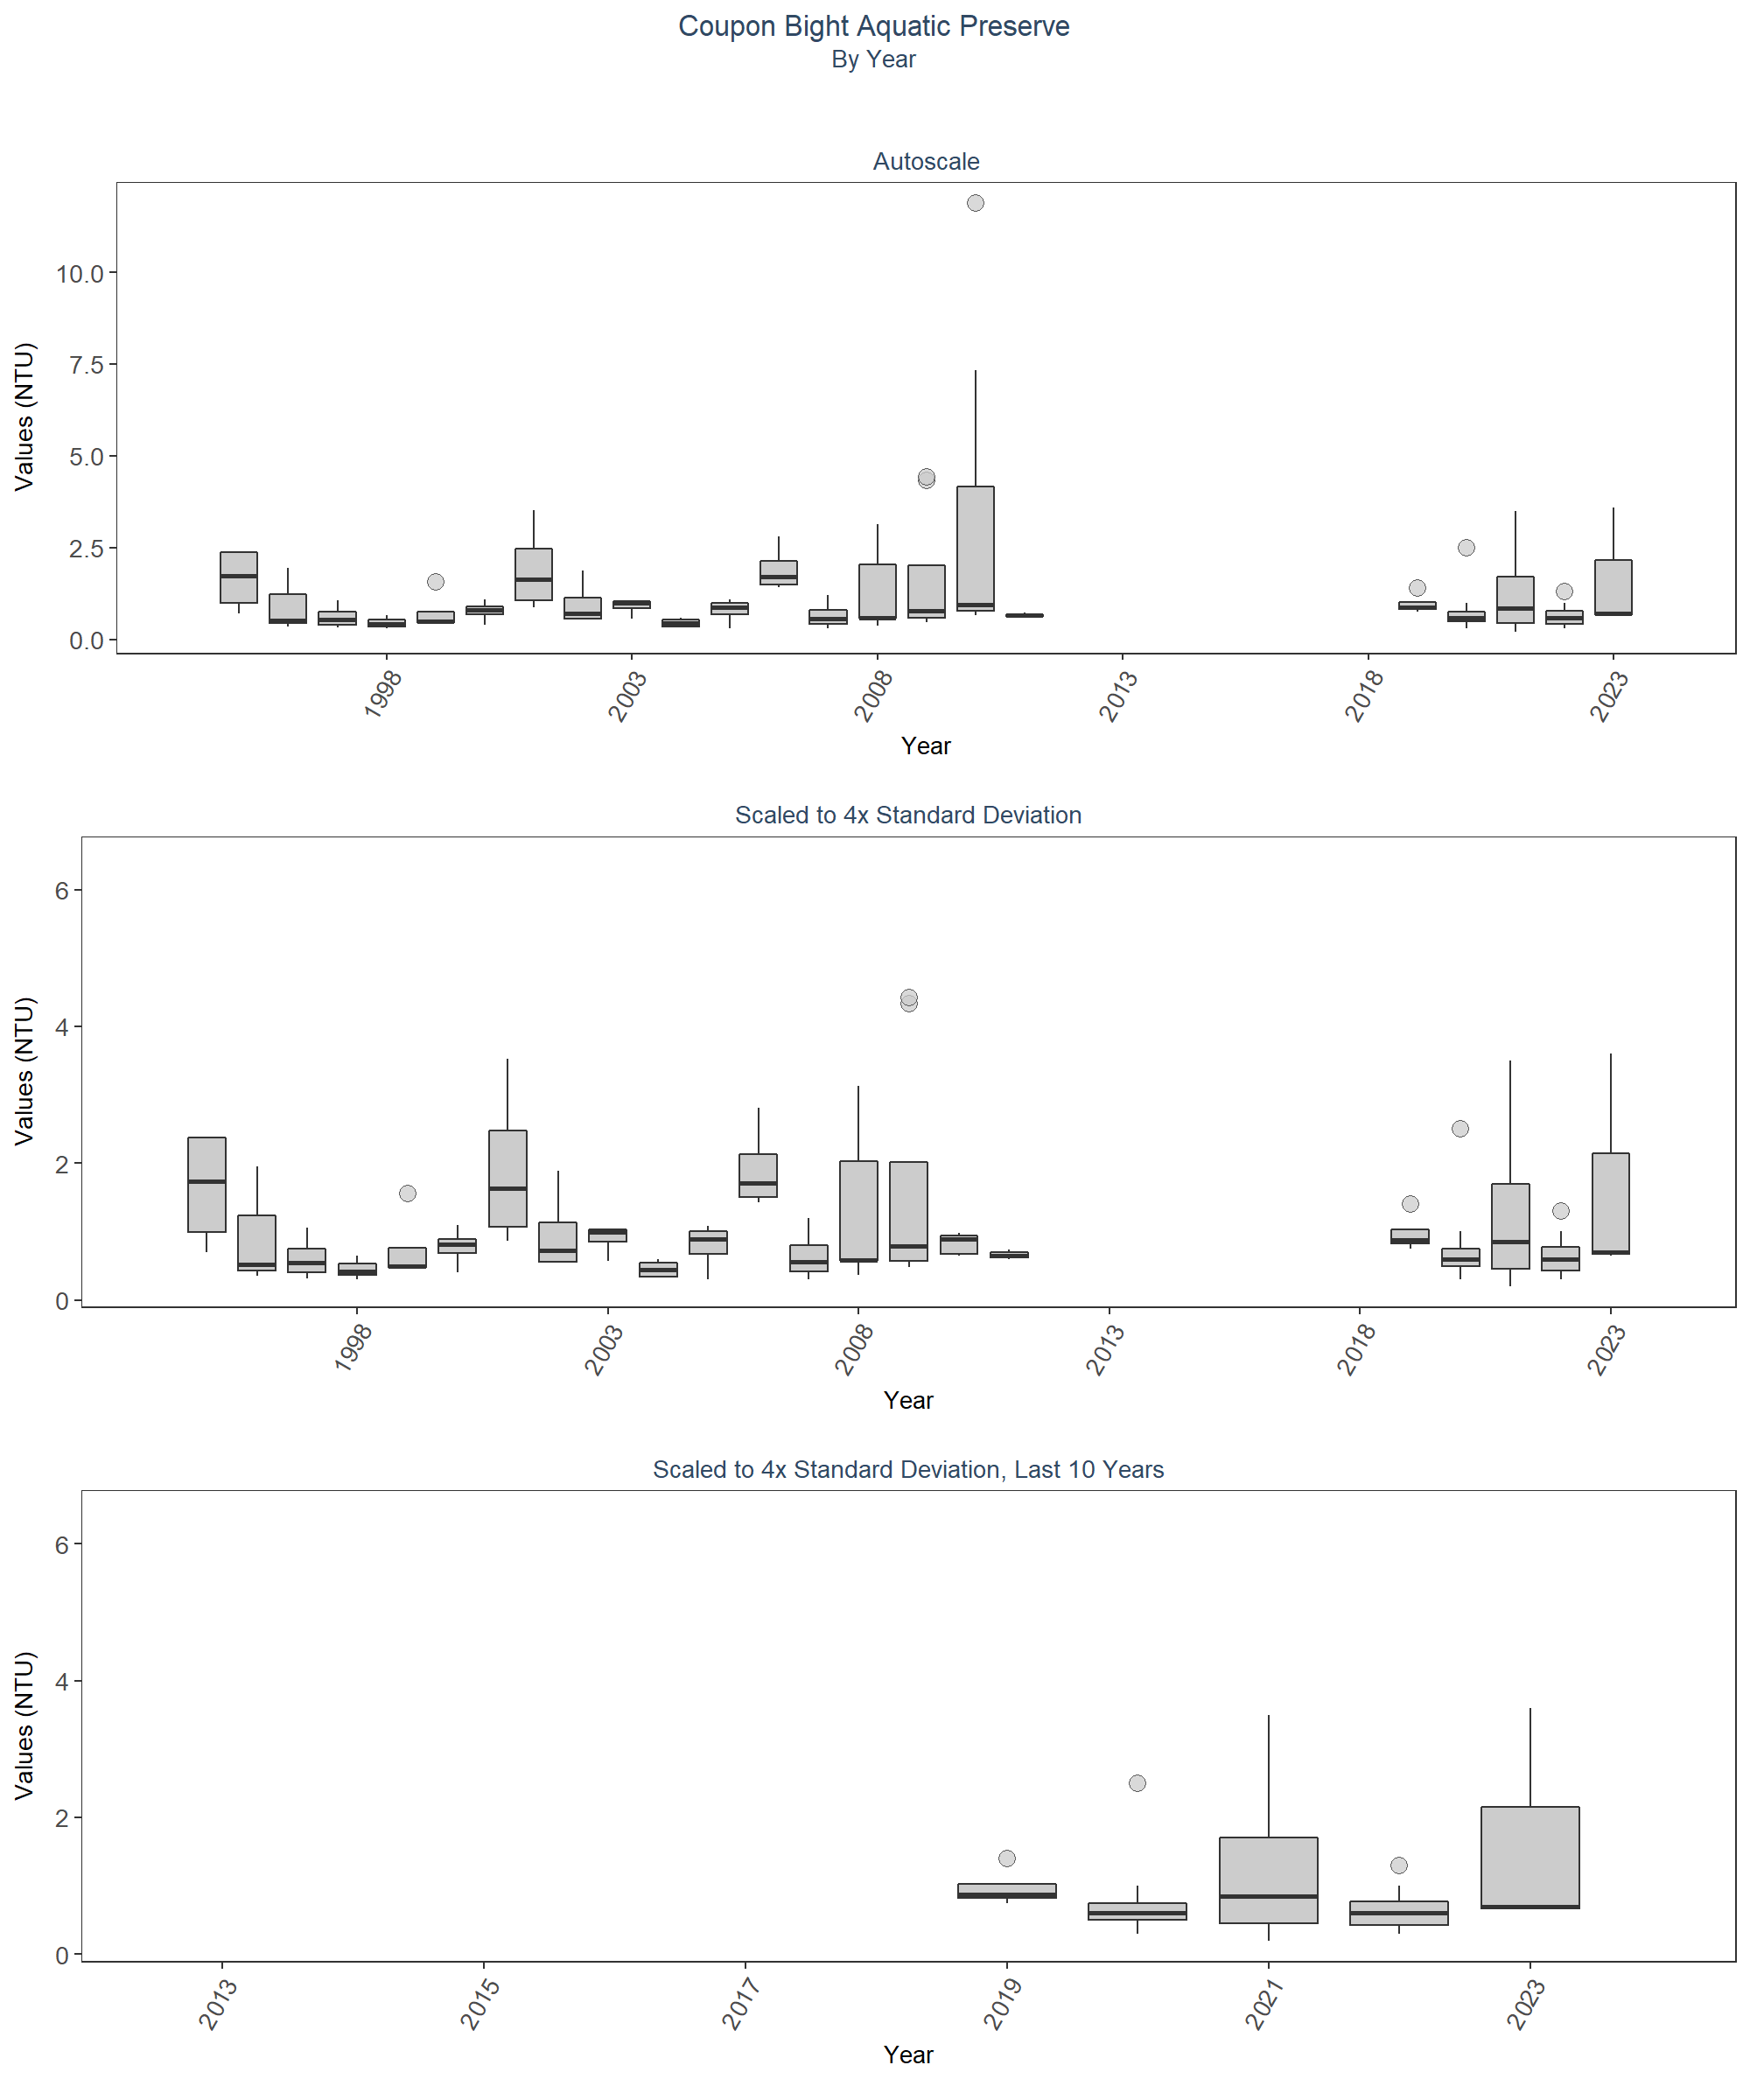 Coupon Bight Aquatic Preserve
By Year
Autoscale
Values (NTU)
10.0
7.5
5.0
2.5
0.0
1998 2003 2008 2013 2018 2023
Year
Scaled to 4x Standard Deviation
Values (NTU)
6
4
2
0
1998 2003 2008 2013 2018 2023
Year
Scaled to 4x Standard Deviation, Last 10 Years
Values (NTU)
6
4
2
0
2013 2015 2017 2019 2021 2023
Year